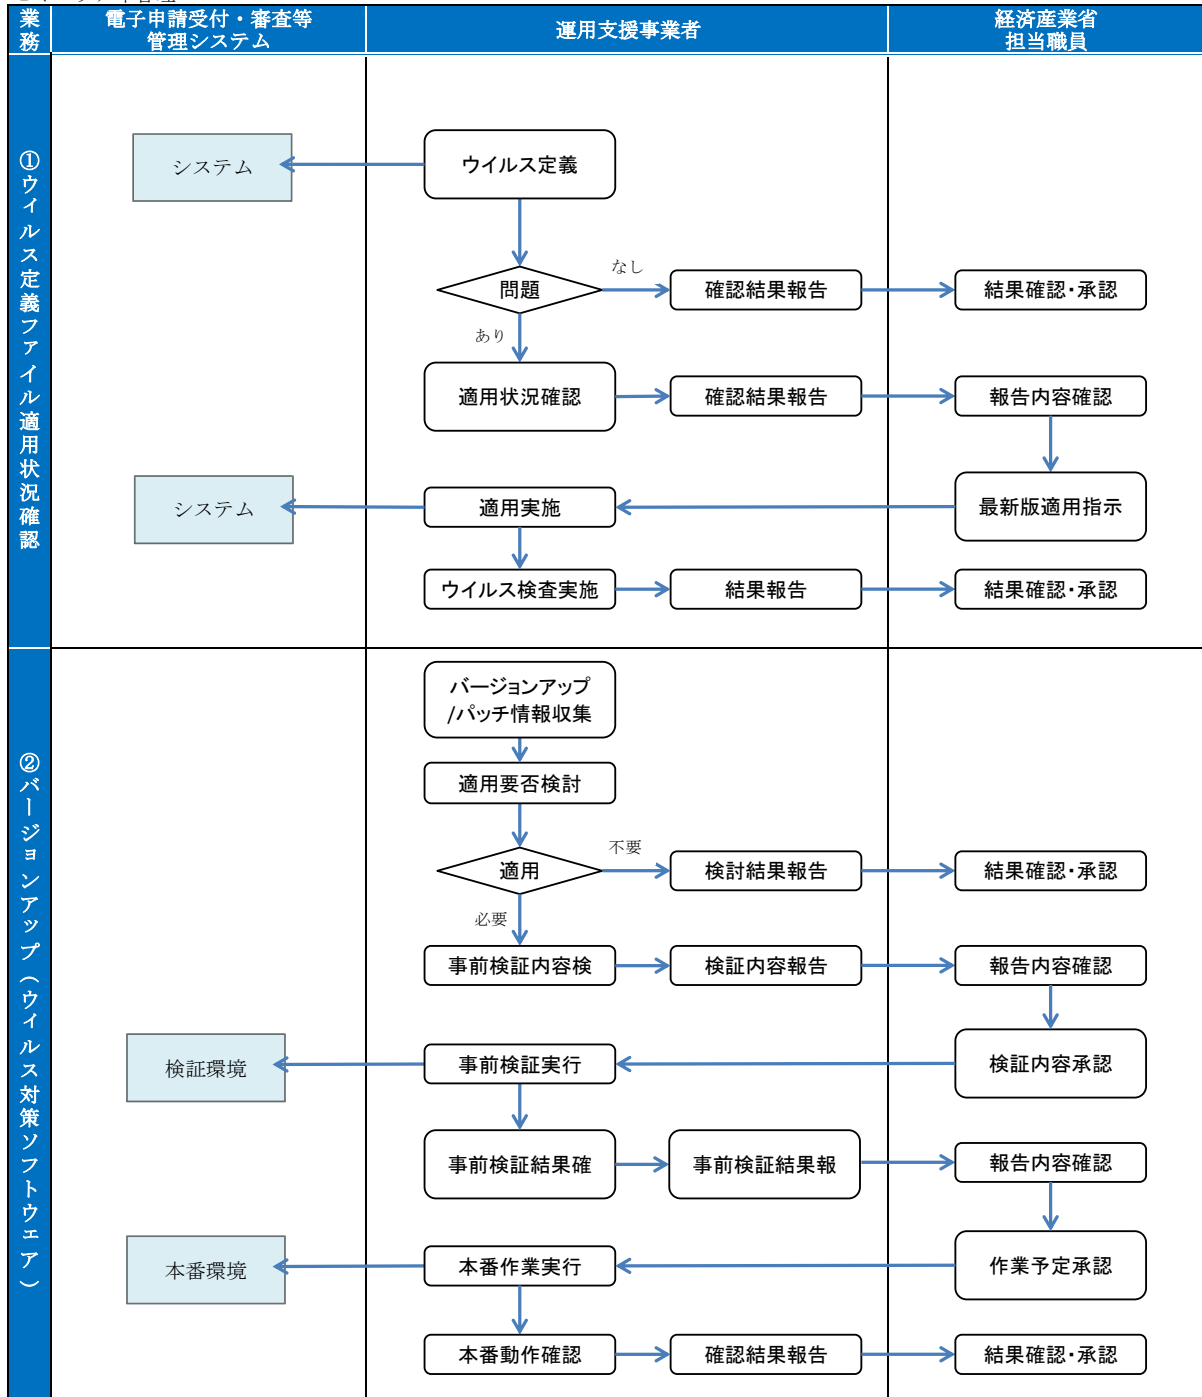 業務
電子申請受付・審査等
管理システム
運用支援事業者
経済産業省
担当職員
①ウイルス定義ファイル適用状況確認
システム
ウイルス定義
問題
なし
確認結果報告
結果確認・承認
あり
適用状況確認
確認結果報告
報告内容確認
システム
適用実施
最新版適用指示
ウイルス検査実施
結果報告
結果確認・承認
②バージョンアップ（ウイルス対策ソフトウエア）
バージョンアップ
/パッチ情報収集
適用要否検討
適用
不要
検討結果報告
結果確認・承認
必要
事前検証内容検
検証内容報告
報告内容確認
検証環境
事前検証実行
検証内容承認
事前検証結果確
事前検証結果報
報告内容確認
本番環境
本番作業実行
作業予定承認
本番動作確認
確認結果報告
結果確認・承認